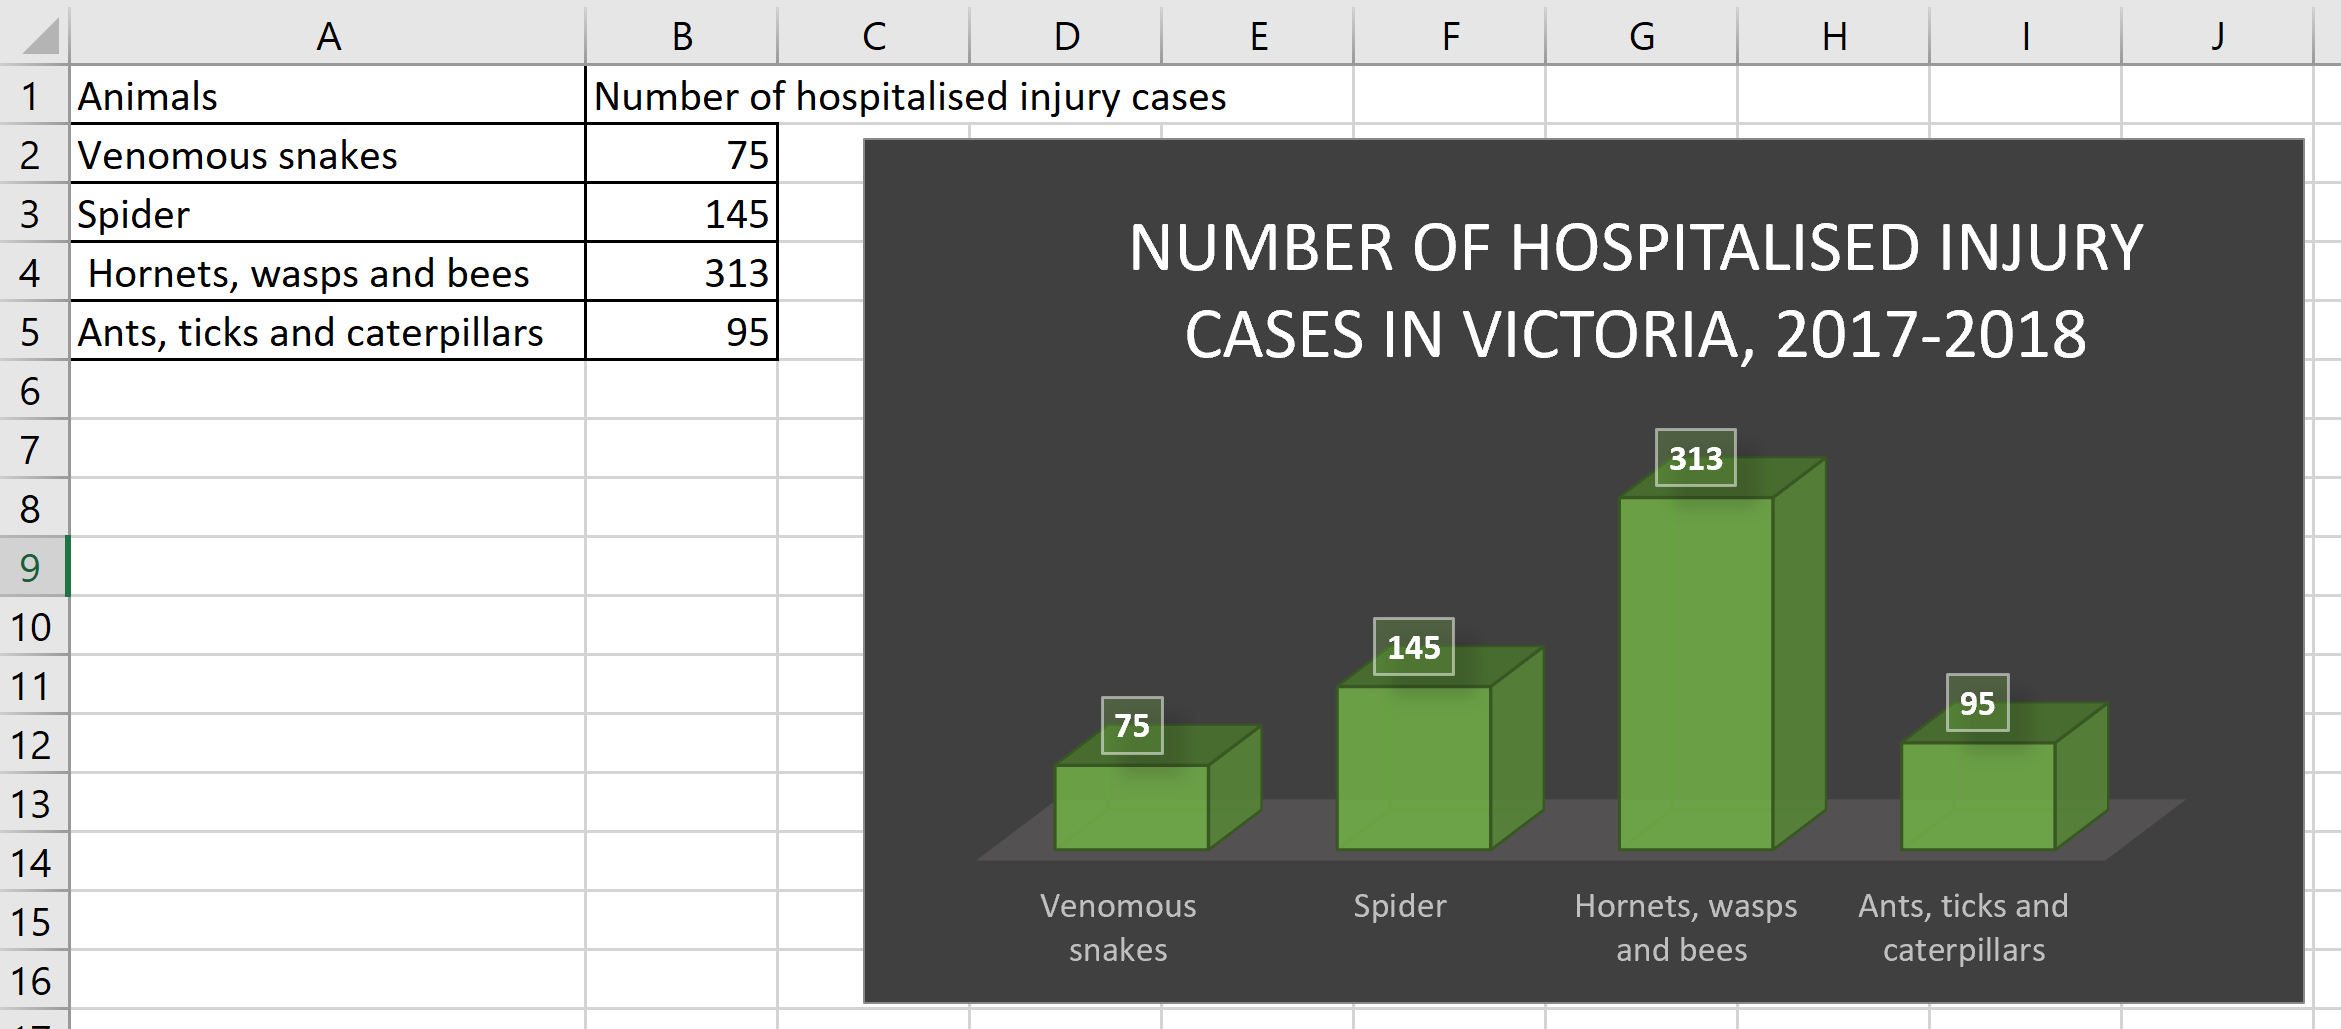 A B C D E F G H I J
1 Animals Number of hospitalised injury cases
2 Venomous snakes 75
3 Spider 145
4 Hornets, wasps and bees 313
5 Ants, ticks and caterpillars 95
6
7
8
9
10
11
12
13
14
15
16
17
NUMBER OF HOSPITALISED INJURY
CASES IN VICTORIA, 2017-2018
313
145
95
75
Venomous snakes
Spider
Hornets, wasps and bees
Ants, ticks and caterpillars